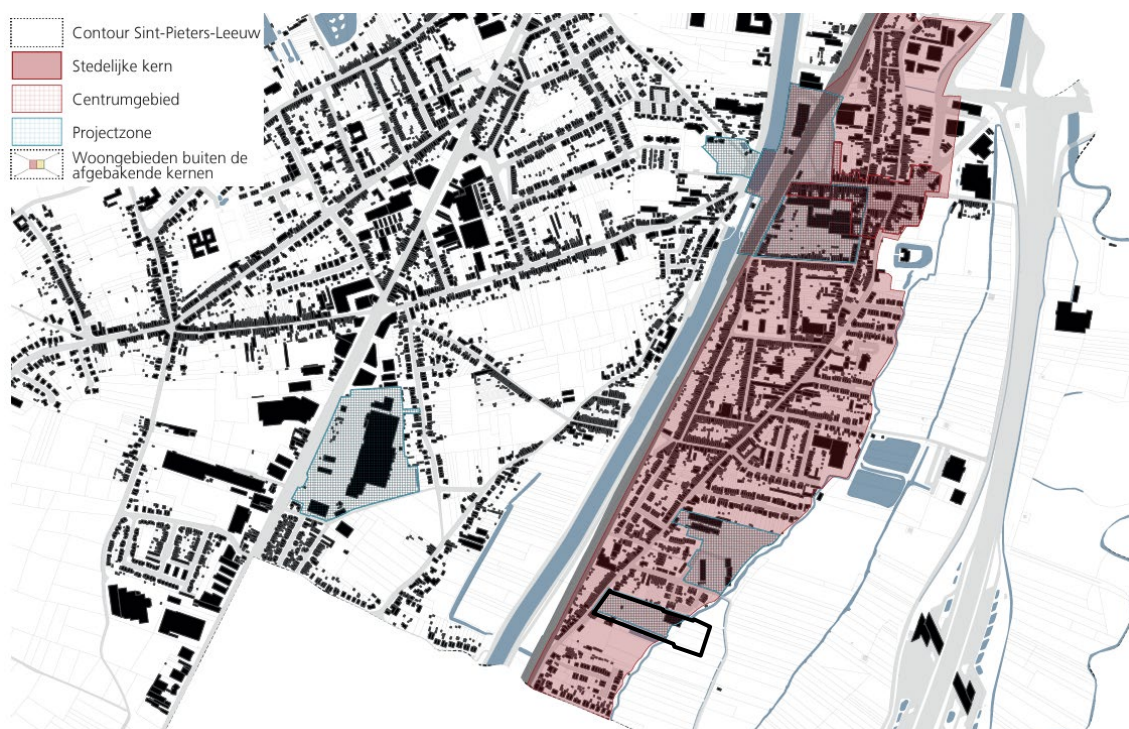 Contour Sint-Pieters-Leeuw
Stedelijke kern
Centrumgebied
Projectzone
Woongebieden buiten de
afgebakende kernen